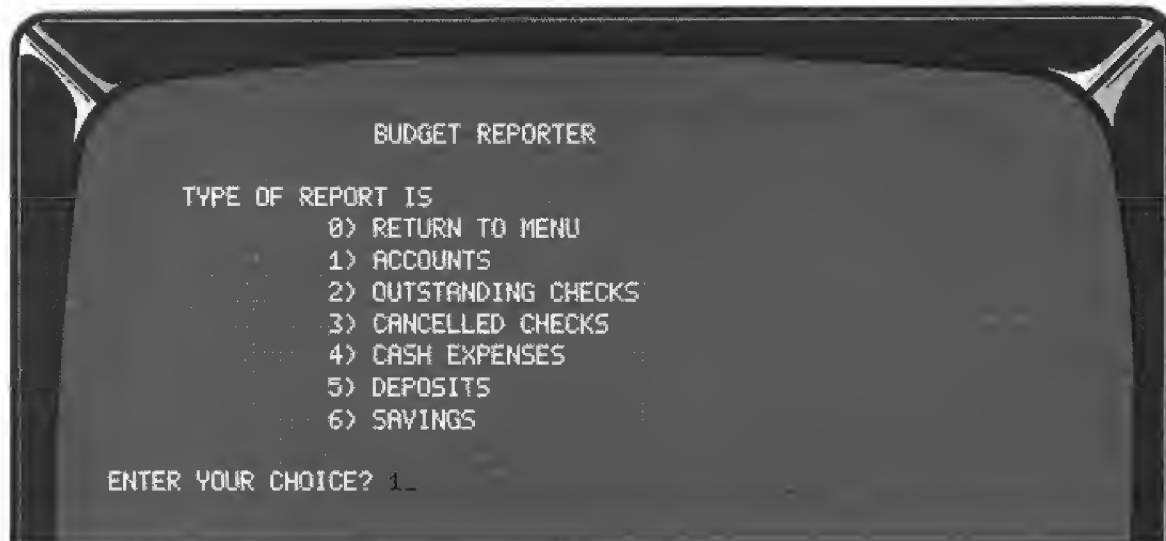 BUDGET REPORTER
TYPE OF REPORT IS
0) RETURN TO MENU
1) ACCOUNTS
2) OUTSTANDING CHECKS
3) CANCELLED CHECKS
4) CASH EXPENSES
5) DEPOSITS
6) SAVINGS
ENTER YOUR CHOICE? 1_